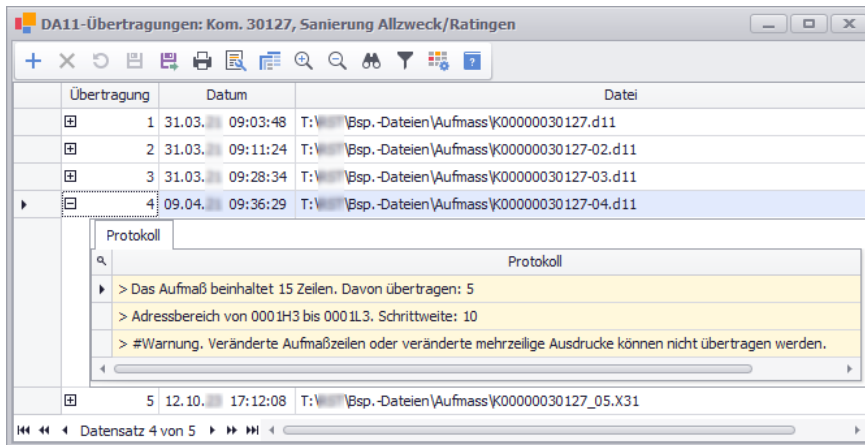 DA11-Übertragungen: Kom. 30127, Sanierung Allzweck/Ratingen
Übertragung Datum Datei
1 31.03. 09:03:48 T:\ \Bsp.-Dateien\Aufmass\K00000030127.d11
2 31.03. 09:11:24 T:\ \Bsp.-Dateien\Aufmass\K00000030127-02.d11
3 31.03. 09:28:34 T:\ \Bsp.-Dateien\Aufmass\K00000030127-03.d11
4 09.04. 09:36:29 T:\ \Bsp.-Dateien\Aufmass\K00000030127-04.d11
Protokoll
Protokoll
> Das Aufmaß beinhaltet 15 Zeilen. Davon übertragen: 5
> Adressbereich von 0001H3 bis 0001L3. Schrittweite: 10
> #Warnung. Veränderte Aufmaßzeilen oder veränderte mehrzeilige Ausdrucke können nicht übertragen werden.
5 12.10. 17:12:08 T:\ \Bsp.-Dateien\Aufmass\K00000030127_05.X31
Datensatz 4 von 5